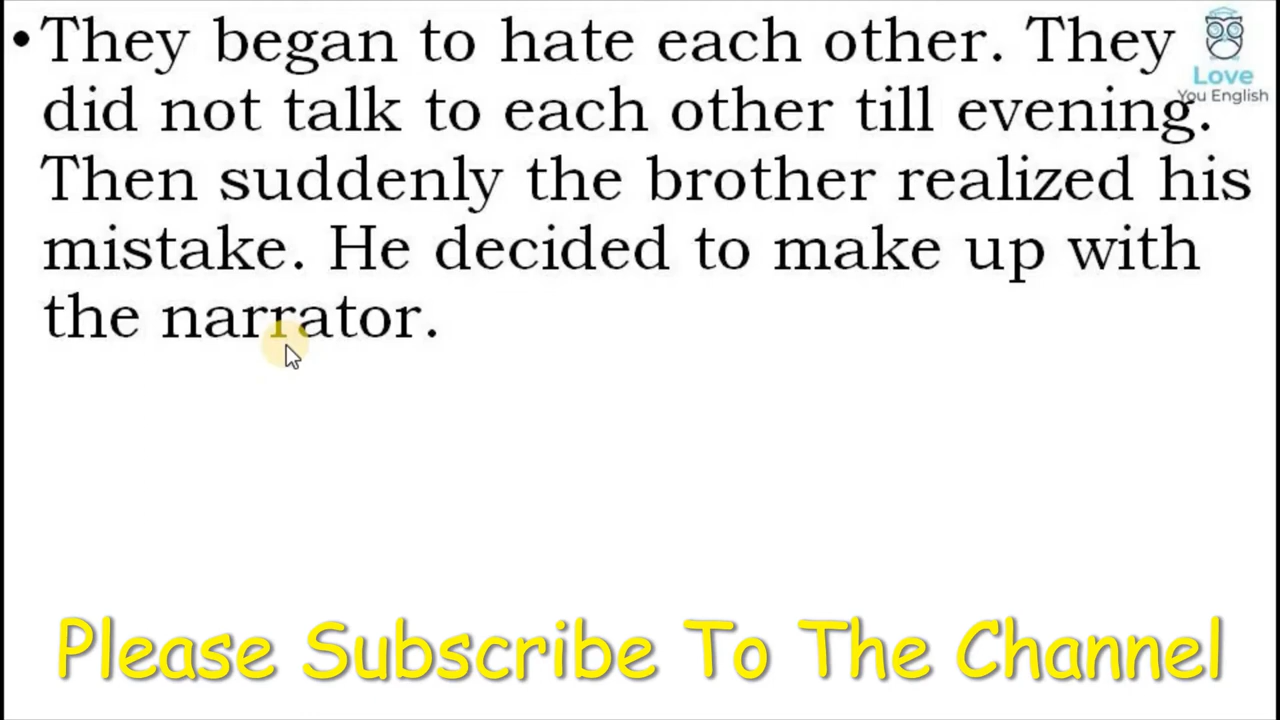 •They began to hate each other. They
did not talk to each other till evening.
Then suddenly the brother realized his
mistake. He decided to make up with
the narrator.
Love
You English
Please Subscribe To The Channel